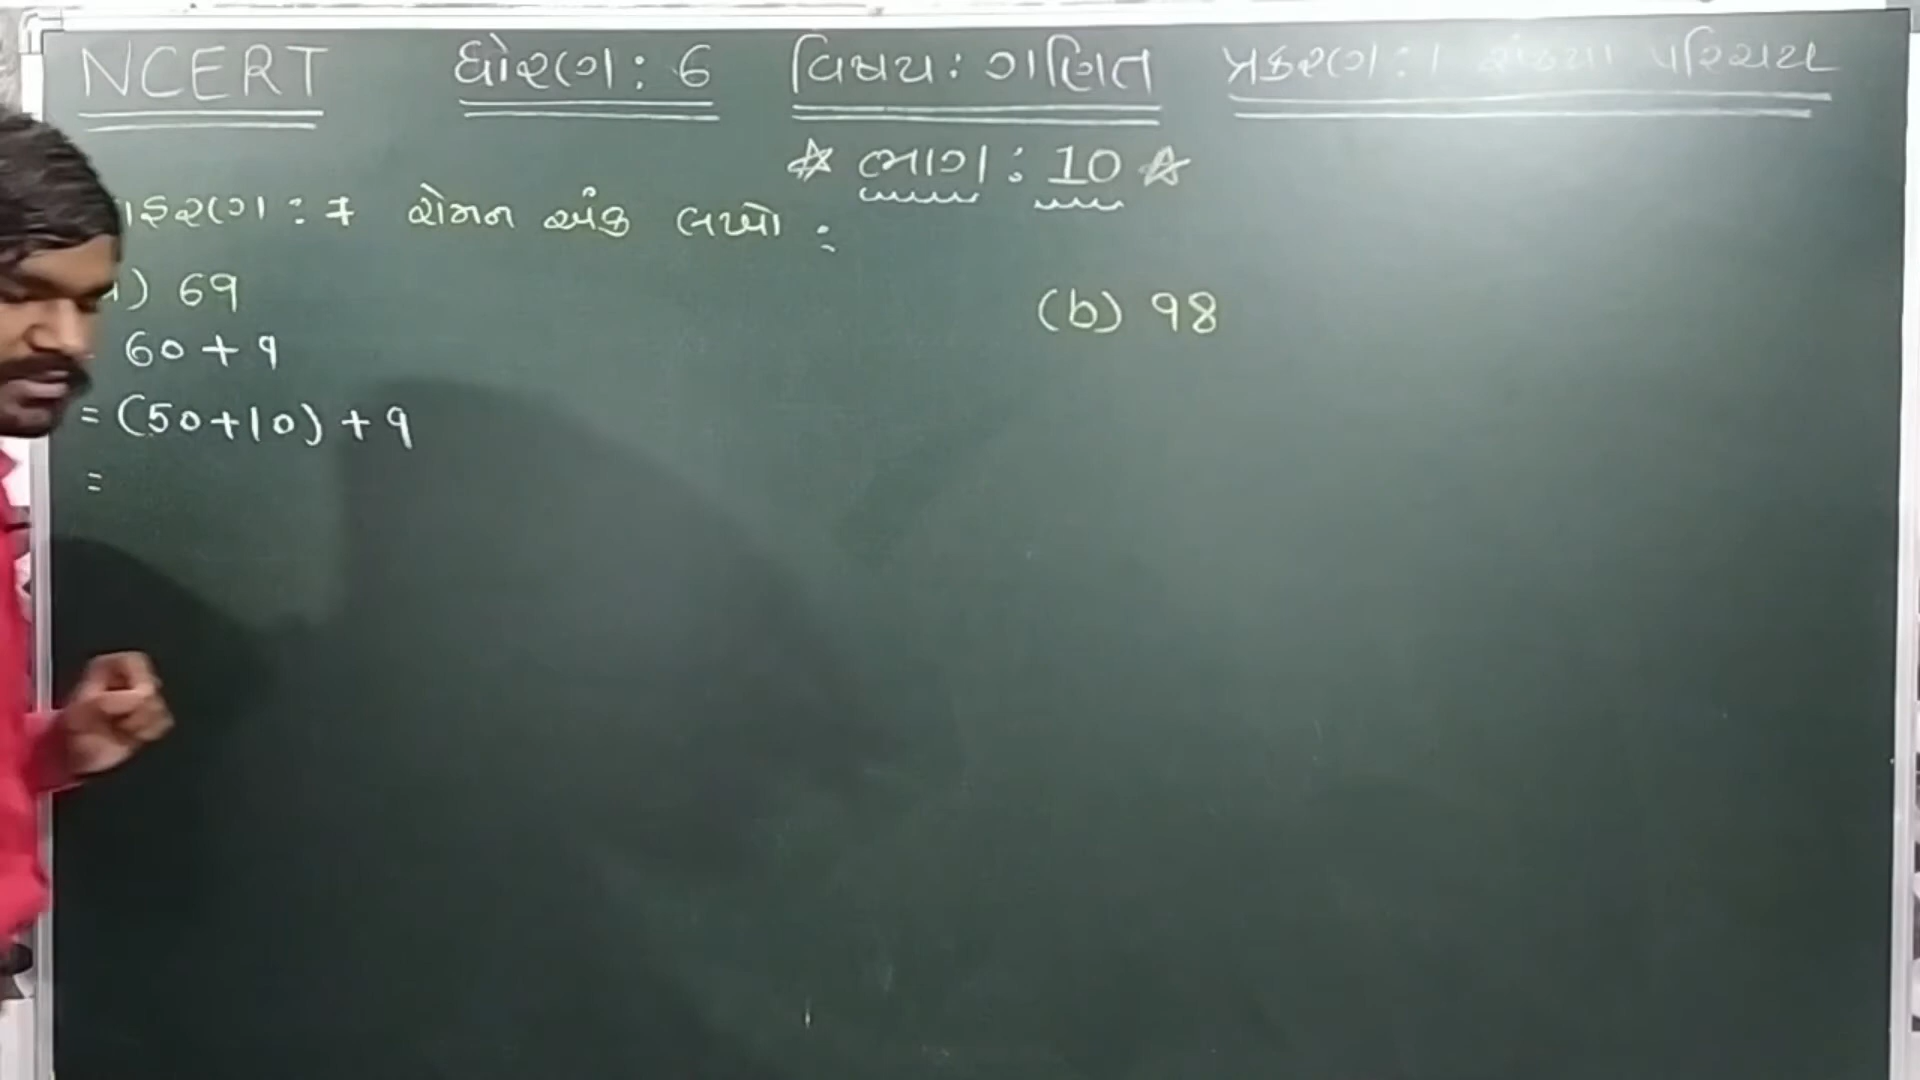 NCERT ધોરણ : 6 વિષય : ગણિત પ્રકરણ : 1 સંખ્યા પરિચય
☆ ભાગ : 10 ☆
: 7 રોમન અંક લખો :
) 69 (b) 98
60 + 9
= (50+10) + 9
=